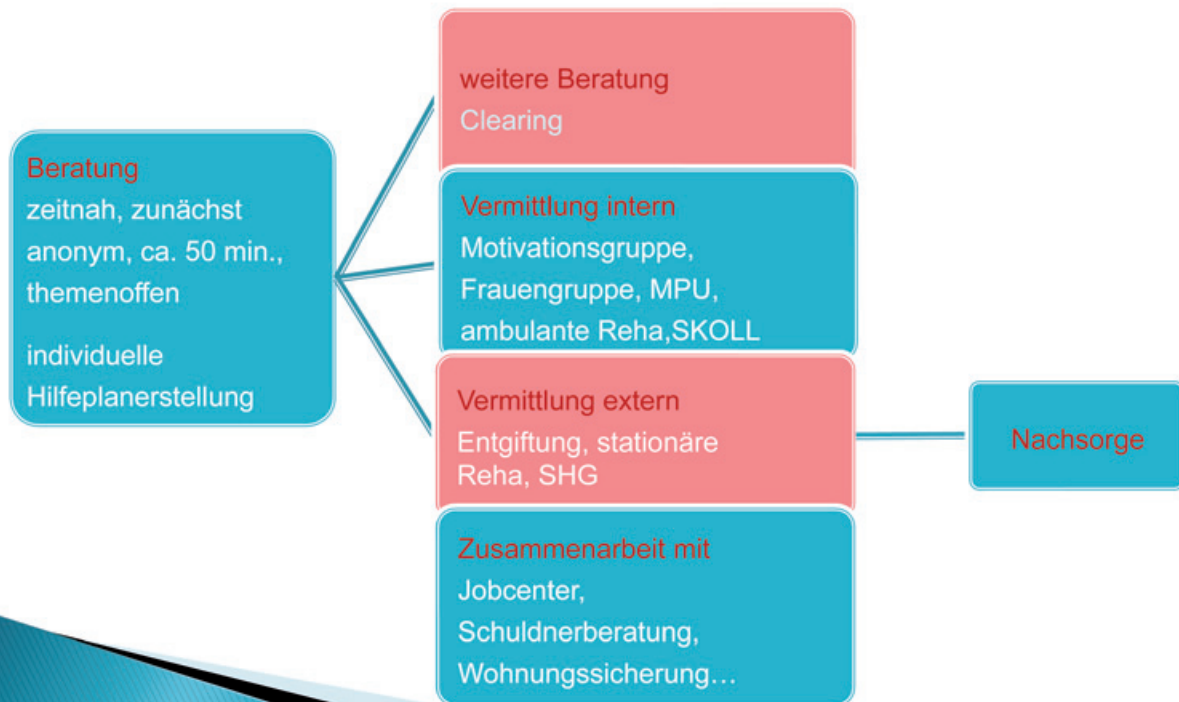 Beratung
zeitnah, zunächst
anonym, ca. 50 min.,
themenoffen
individuelle
Hilfeplanerstellung
weitere Beratung
Clearing
Vermittlung intern
Motivationsgruppe,
Frauengruppe, MPU,
ambulante Reha,SKOLL
Vermittlung extern
Entgiftung, stationäre
Reha, SHG
Zusammenarbeit mit
Jobcenter,
Schuldnerberatung,
Wohnungssicherung…
Nachsorge